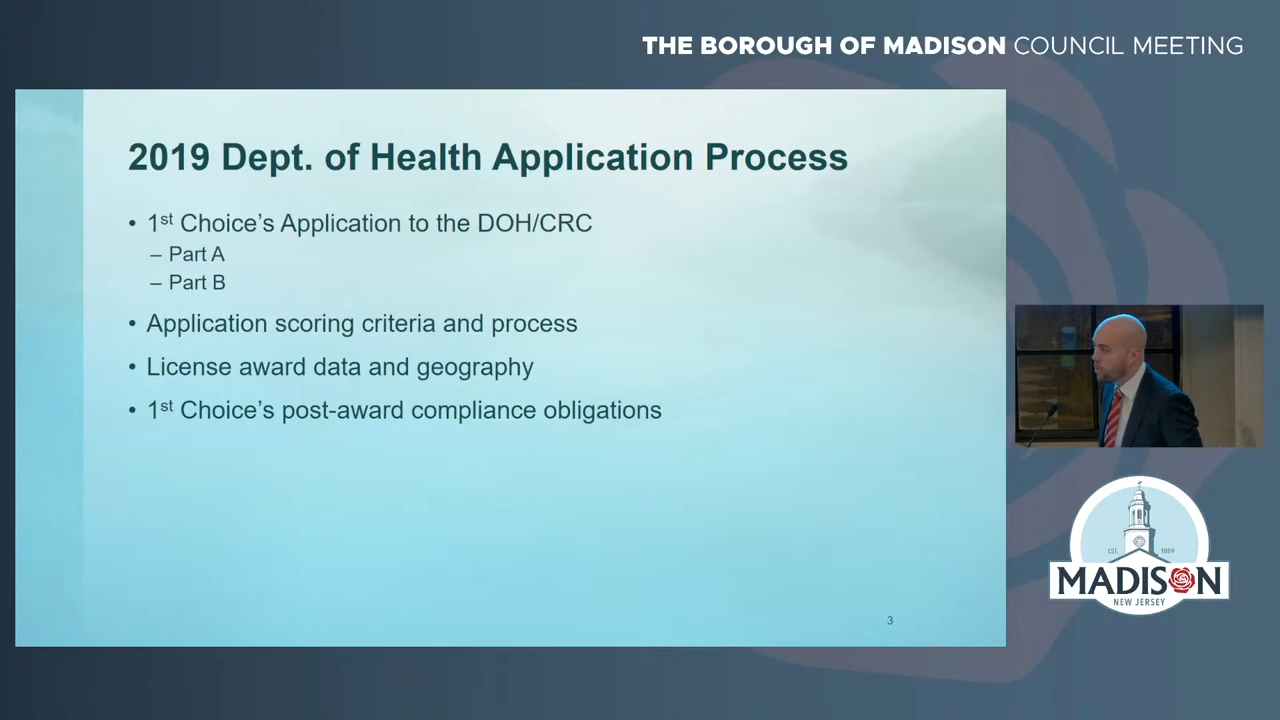 THE BOROUGH OF MADISON COUNCIL MEETING
2019 Dept. of Health Application Process
• 1st Choice’s Application to the DOH/CRC
– Part A
– Part B
• Application scoring criteria and process
• License award data and geography
• 1st Choice’s post-award compliance obligations
3
EST. 1889
MADISON
NEW JERSEY